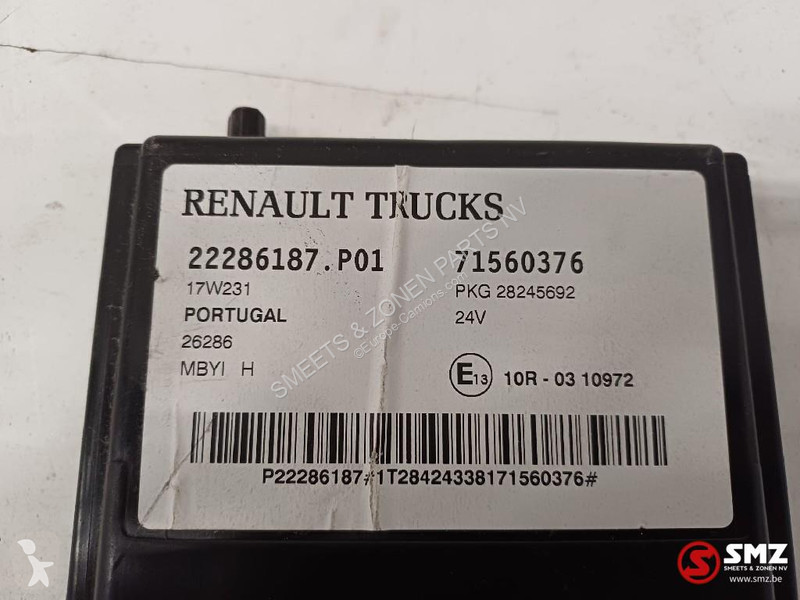 RENAULT TRUCKS
22286187.P01 71560376
17W231 PKG 28245692
PORTUGAL 24V
26286
MBYI H
E13 10R - 03 10972
P22286187#1T28424338171560376#
SMEETS & ZONEN PARTS NV
©Europe-Camions.com
SMZ
SMEETS & ZONEN NV
www.smz.be